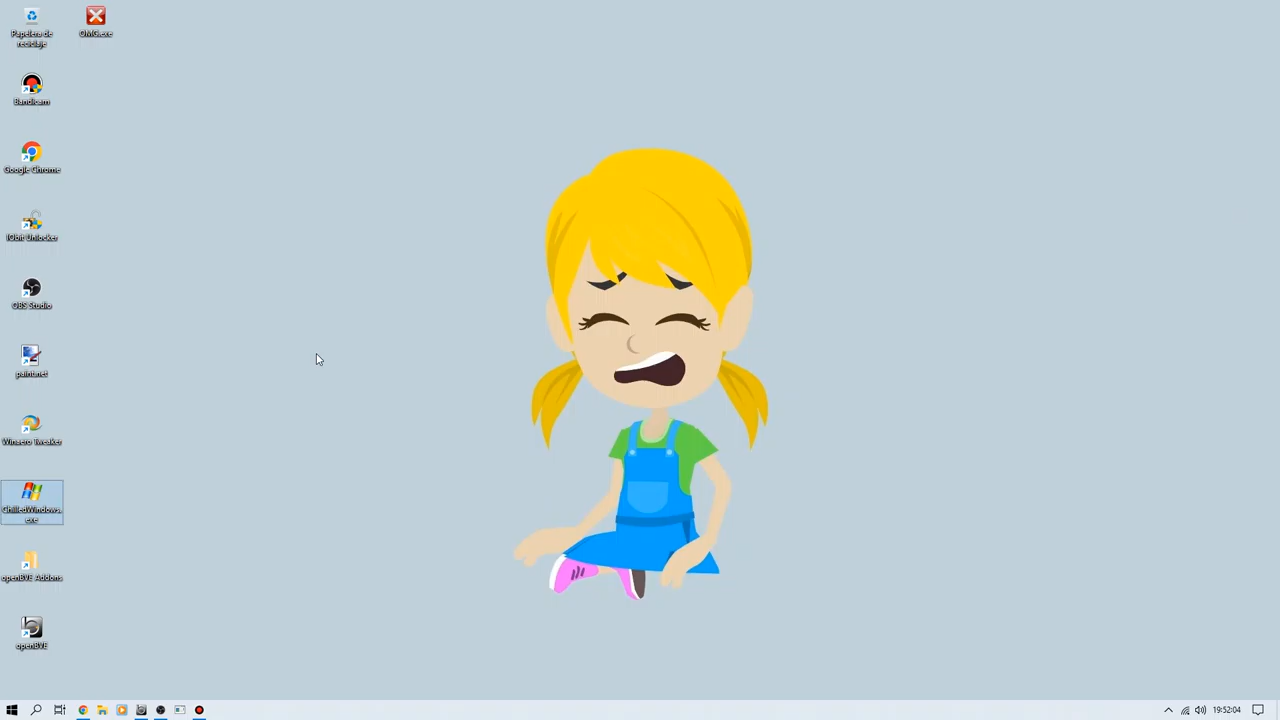 Papelera de
reciclaje
OMG.exe
Bandicam
Google Chrome
IObit Unlocker
OBS Studio
paint.net
Winaero Tweaker
ChilledWindows.
exe
openBVE Addons
openBVE
19:52:04